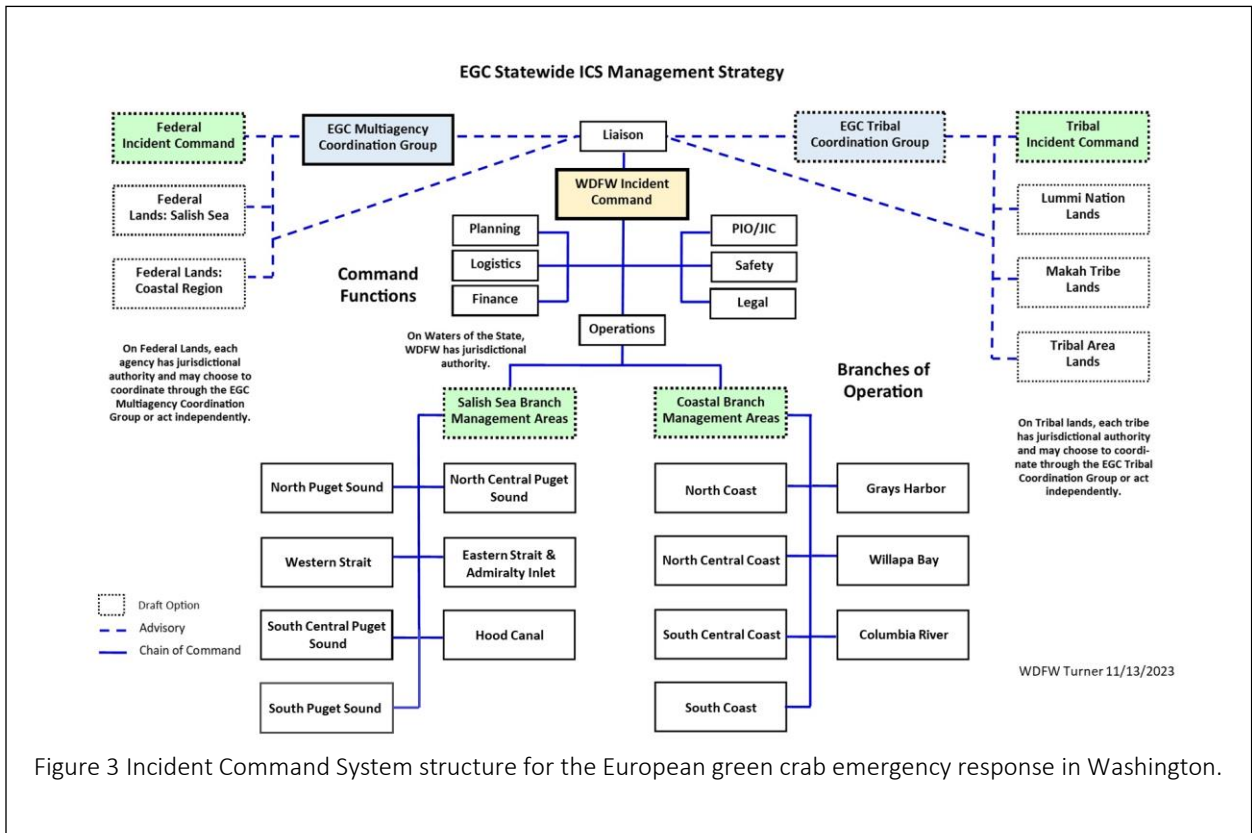 EGC Statewide ICS Management Strategy
Federal
Incident Command
EGC Multiagency
Coordination Group
Liaison
EGC Tribal
Coordination Group
Tribal
Incident Command
Federal
Lands: Salish Sea
WDFW Incident
Command
Lummi Nation
Lands
Planning
PIO/JIC
Federal Lands:
Coastal Region
Command
Functions
Logistics
Safety
Makah Tribe
Lands
Finance
Legal
On Waters of the State,
WDFW has jurisdictional
authority.
Operations
Tribal Area
Lands
On Federal Lands, each
agency has jurisdictional
authority and may choose to
coordinate through the EGC
Multiagency Coordination
Group or act independently.
Branches of
Operation
Salish Sea Branch
Management Areas
Coastal Branch
Management Areas
On Tribal lands, each tribe
has jurisdictional authority
and may choose to coordi-
nate through the EGC Tribal
Coordination Group or act
independently.
North Puget Sound
North Central Puget
Sound
North Coast
Grays Harbor
Western Strait
Eastern Strait &
Admiralty Inlet
North Central Coast
Willapa Bay
Draft Option
Advisory
Chain of Command
South Central Puget
Sound
Hood Canal
South Central Coast
Columbia River
WDFW Turner 11/13/2023
South Puget Sound
South Coast
Figure 3 Incident Command System structure for the European green crab emergency response in Washington.